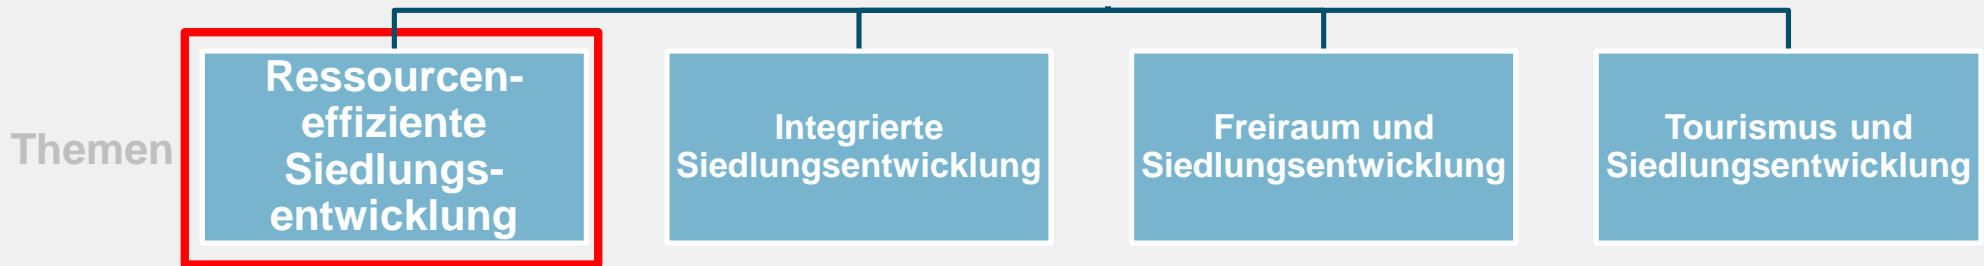 Themen
Ressourcen-
effiziente
Siedlungs-
entwicklung
Integrierte
Siedlungsentwicklung
Freiraum und
Siedlungsentwicklung
Tourismus und
Siedlungsentwicklung